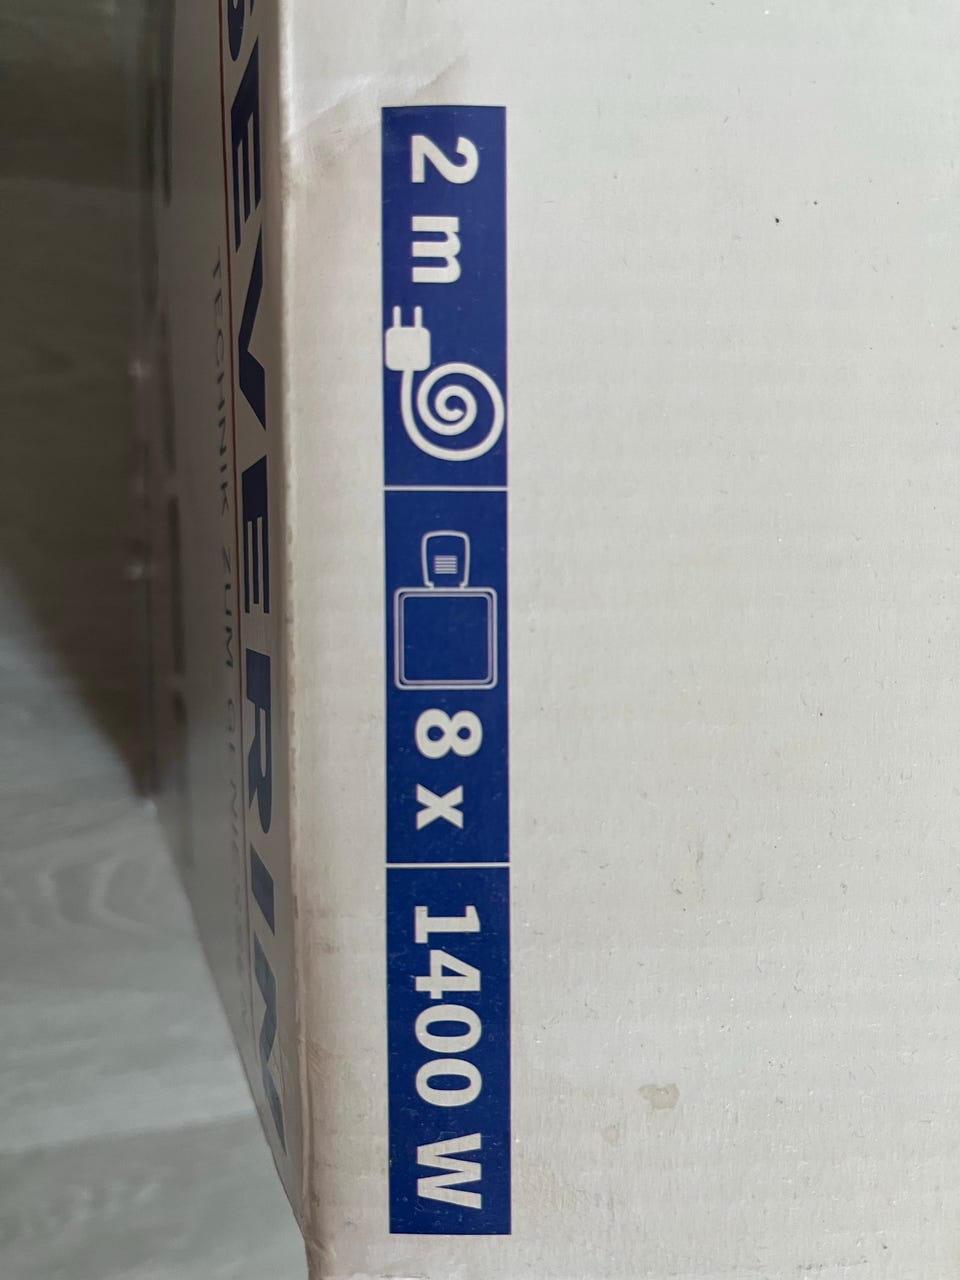 SEVERIN
TECHNIK ZUM
2 m
8 x
1400 W